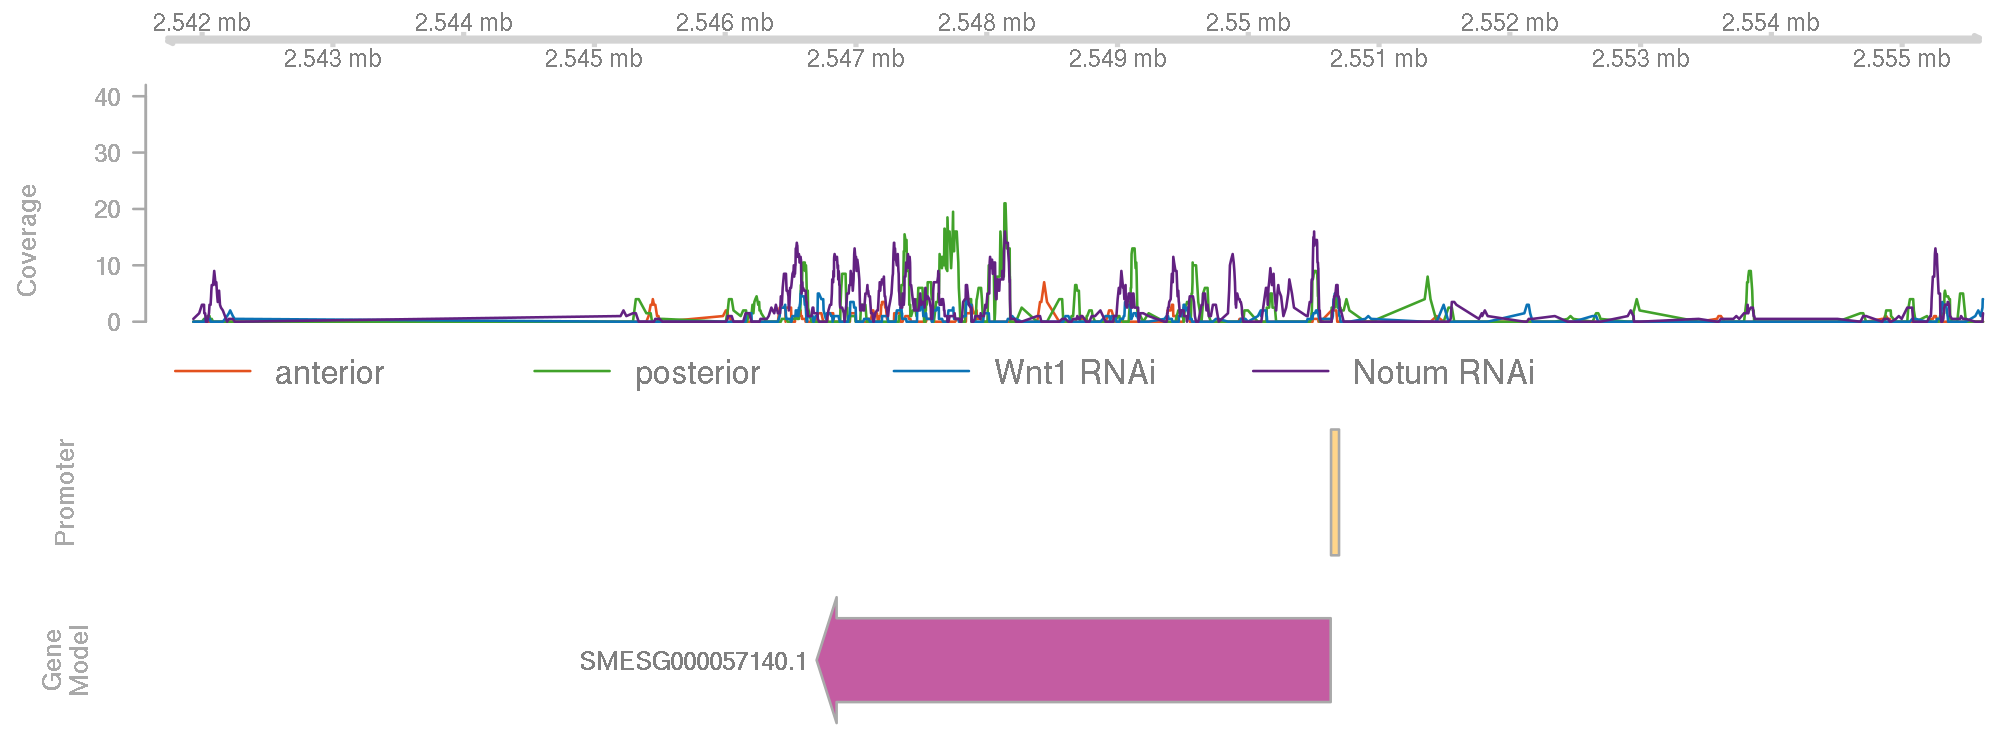 2.542 mb 2.544 mb 2.546 mb 2.548 mb 2.55 mb 2.552 mb 2.554 mb
2.543 mb 2.545 mb 2.547 mb 2.549 mb 2.551 mb 2.553 mb 2.555 mb
40
30
20
10
0
Coverage
anterior posterior Wnt1 RNAi Notum RNAi
Promoter
Gene
Model
SMESG000057140.1